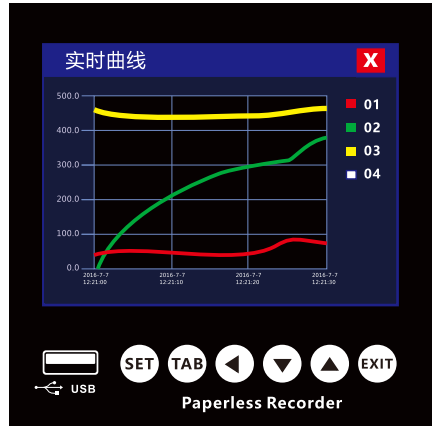 实时曲线
X
500.0
400.0
300.0
200.0
100.0
0.0
2016-7-7 2016-7-7 2016-7-7 2016-7-7
12:21:00 12:21:10 12:21:20 12:21:30
01
02
03
04
USB
SET TAB EXIT
Paperless Recorder